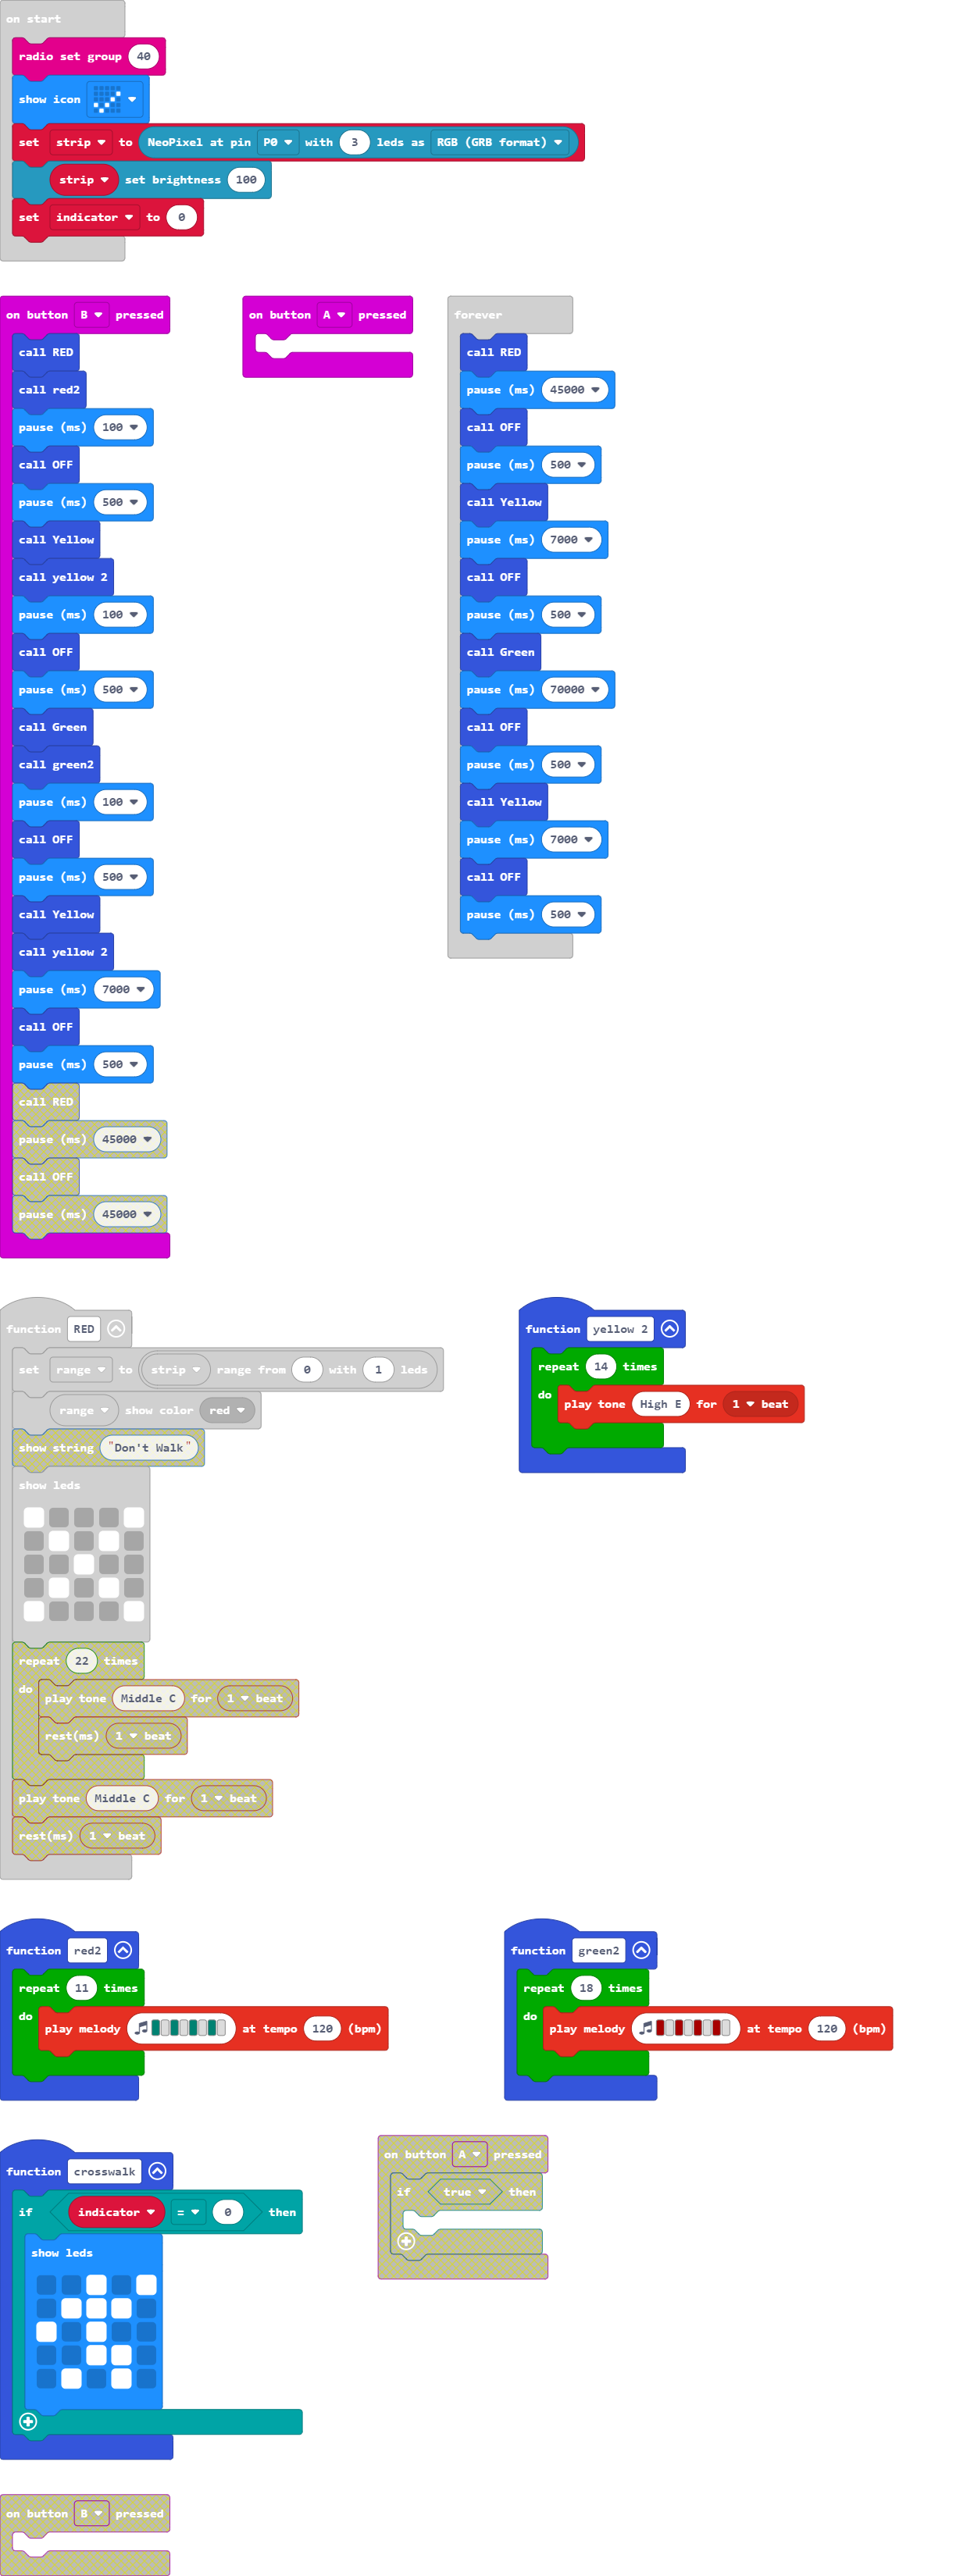 on start
radio set group 40
show icon
set strip to NeoPixel at pin P0 with 3 leds as RGB (GRB format)
strip set brightness 100
set indicator to 0
on button B pressed
call RED
call red2
pause (ms) 100
call OFF
pause (ms) 500
call Yellow
call yellow 2
pause (ms) 100
call OFF
pause (ms) 500
call Green
call green2
pause (ms) 100
call OFF
pause (ms) 500
call Yellow
call yellow 2
pause (ms) 7000
call OFF
pause (ms) 500
call RED
pause (ms) 45000
call OFF
pause (ms) 45000
on button A pressed
forever
call RED
pause (ms) 45000
call OFF
pause (ms) 500
call Yellow
pause (ms) 7000
call OFF
pause (ms) 500
call Green
pause (ms) 70000
call OFF
pause (ms) 500
call Yellow
pause (ms) 7000
call OFF
pause (ms) 500
function RED
set range to strip range from 0 with 1 leds
range show color red
show string "Don't Walk"
show leds
repeat 22 times
do
play tone Middle C for 1 beat
rest(ms) 1 beat
play tone Middle C for 1 beat
rest(ms) 1 beat
function yellow 2
repeat 14 times
do
play tone High E for 1 beat
function red2
repeat 11 times
do
play melody at tempo 120 (bpm)
function green2
repeat 18 times
do
play melody at tempo 120 (bpm)
function crosswalk
if indicator = 0 then
show leds
on button A pressed
if true then
on button B pressed